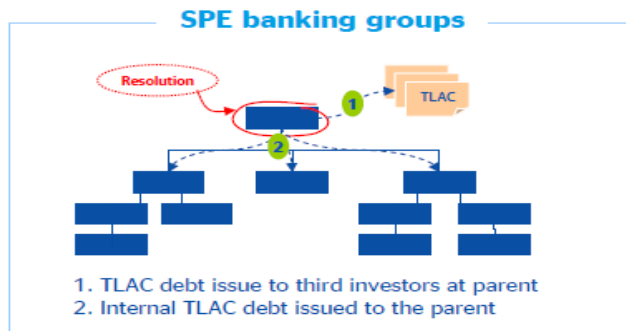 SPE banking groups
Resolution
1
TLAC
2
1. TLAC debt issue to third investors at parent
2. Internal TLAC debt issued to the parent